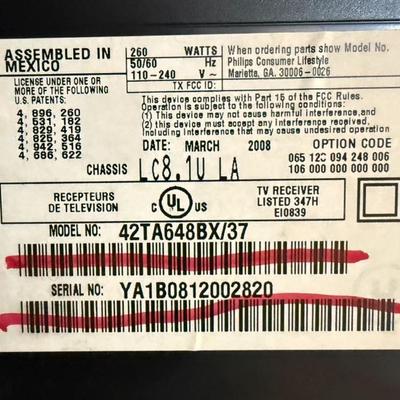 ASSEMBLED IN
MEXICO
LICENSE UNDER ONE OR
MORE OF THE FOLLOWING
U.S. PATENTS:
4, 896, 260
4, 531, 182
4, 829, 419
4, 825, 364
4, 942, 516
4, 686, 622
260 WATTS
50/60 Hz
110-240 V ~
TX FCC ID:
When ordering parts show Model No.
Philips Consumer Lifestyle
Marietta, GA. 30006-0026
This device complies with Part 15 of the FCC Rules.
Operation is subject to the following conditions:
(1) This device may not cause harmful interference,and
(2) This device must accept any interference received,
Including Interference that may cause undesired operation
DATE: MARCH 2008
OPTION CODE
065 12C 094 248 006
106 000 000 000 000
CHASSIS LC8.1U LA
RECEPTEURS
DE TELEVISION
C UL US
TV RECEIVER
LISTED 347H
EI0839
MODEL NO: 42TA648BX/37
SERIAL NO: YA1B0812002820